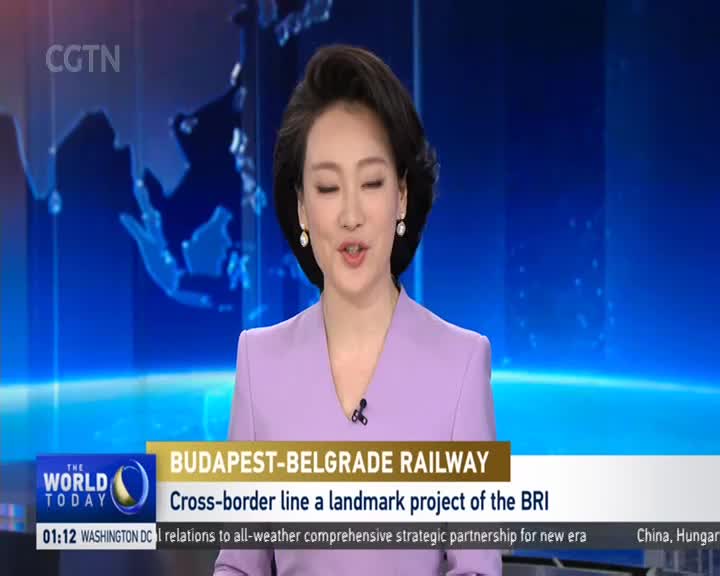 CGTN
BUDAPEST-BELGRADE RAILWAY
THE
WORLD
TODAY
Cross-border line a landmark project of the BRI
01:12 WASHINGTON DC
l relations to all-weather comprehensive strategic partnership for new era China, Hungar